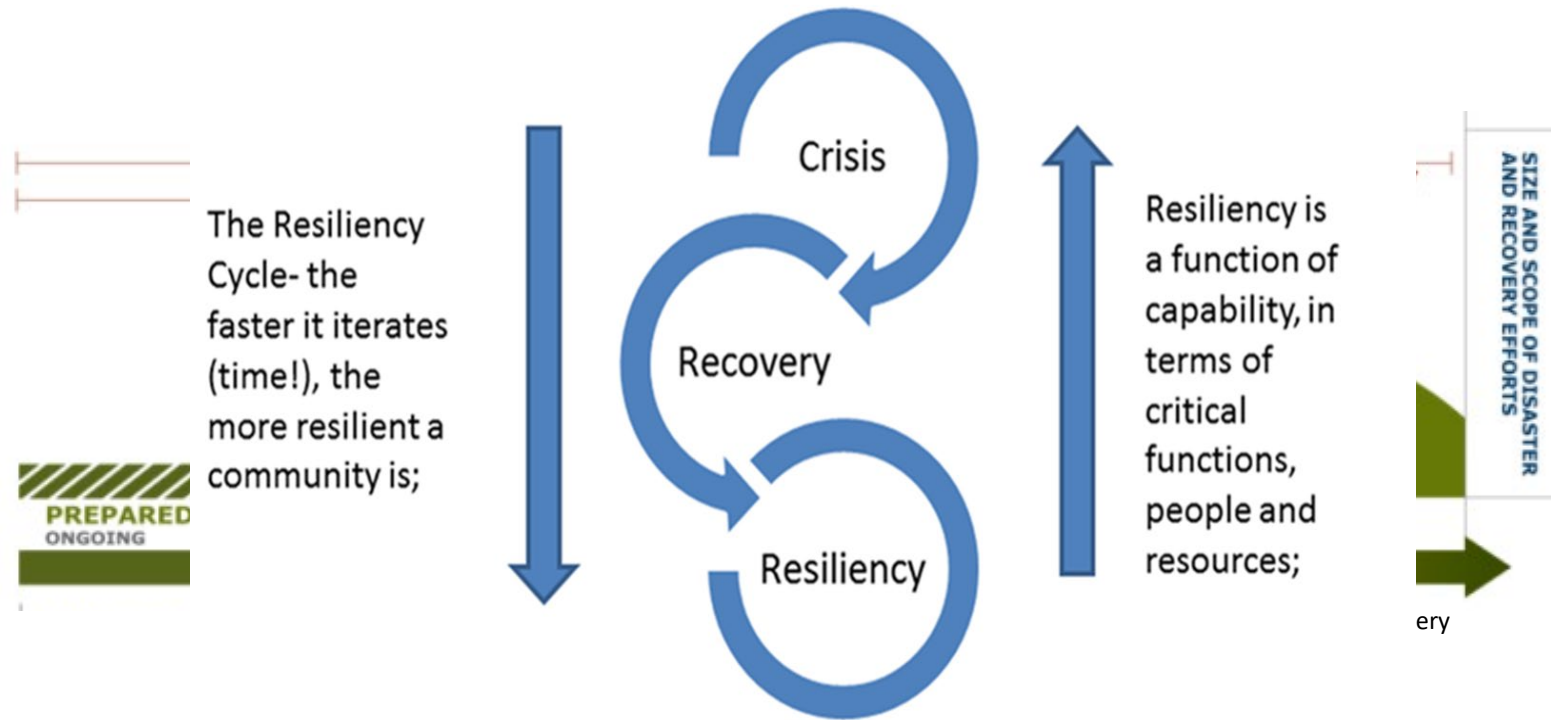 The Resiliency
Cycle- the
faster it iterates
(time!), the
more resilient a
community is;
Crisis
Recovery
Resiliency
Resiliency is
a function of
capability, in
terms of
critical
functions,
people and
resources;
PREPARED
ONGOING
SIZE AND SCOPE OF DISASTER
AND RECOVERY EFFORTS
ery